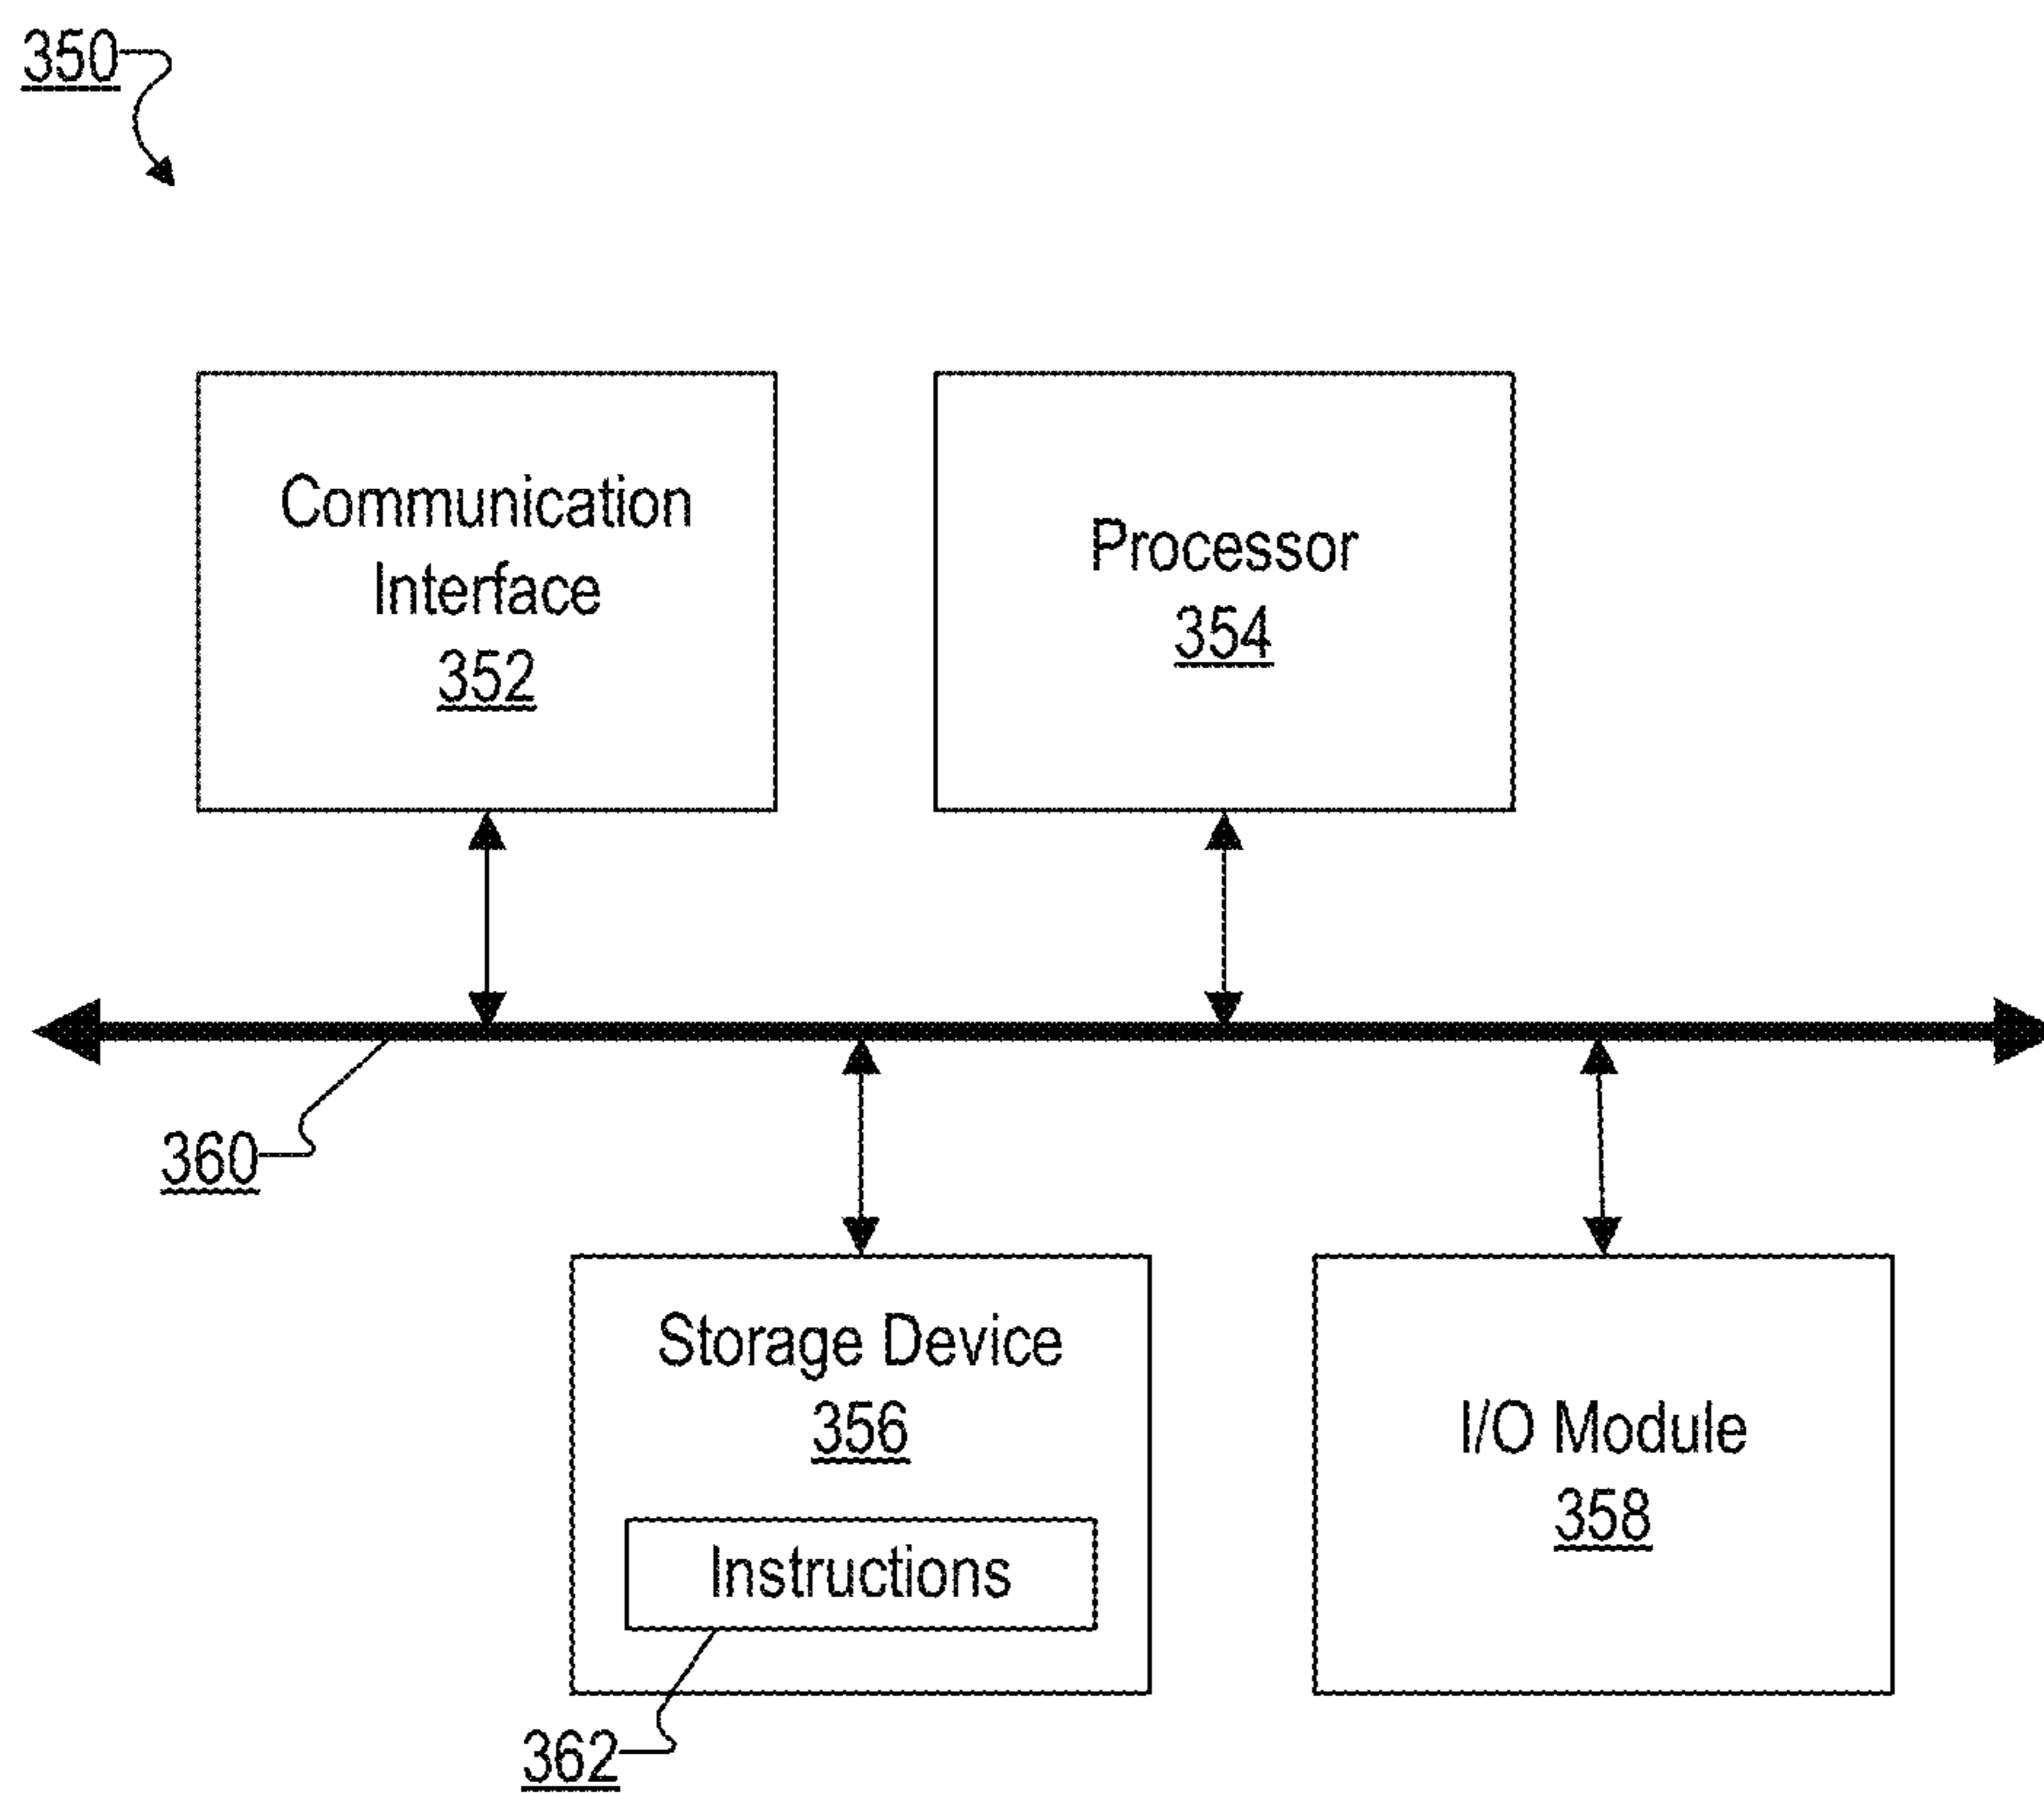 350
Communication
Interface
352
Processor
354
360
Storage Device
356
Instructions
362
I/O Module
358